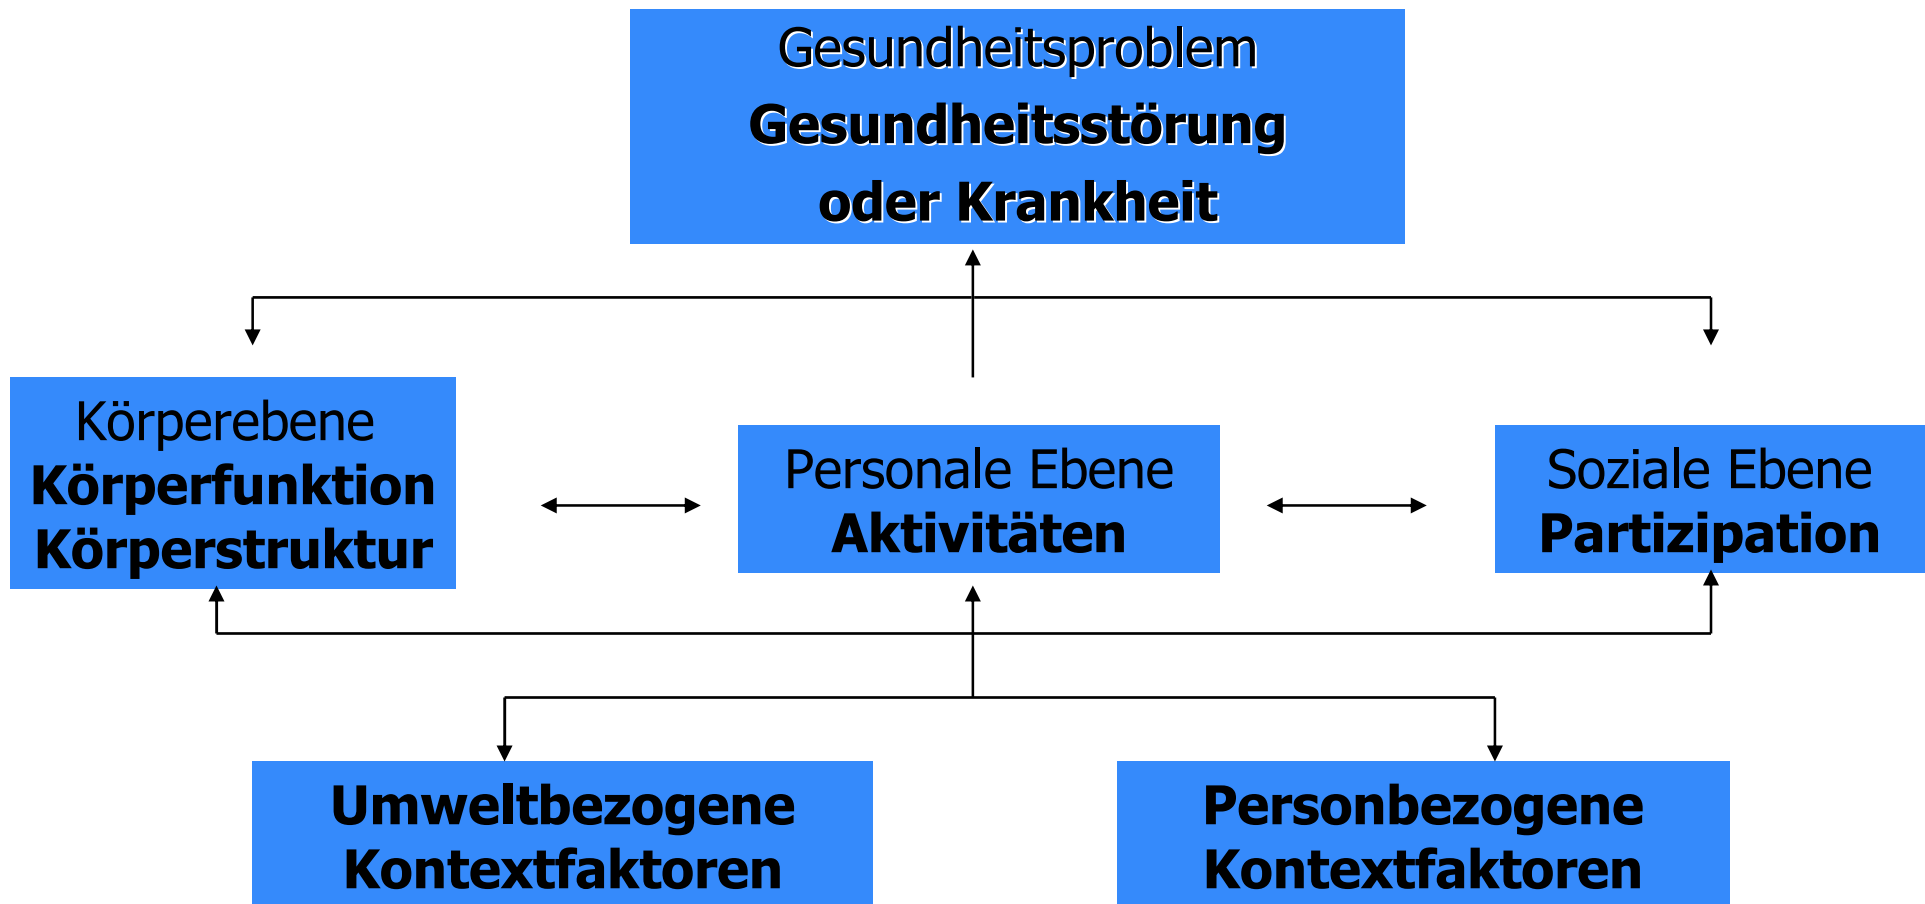 Gesundheitsproblem
Gesundheitsstörung
oder Krankheit
Körperebene
Körperfunktion
Körperstruktur
Personale Ebene
Aktivitäten
Soziale Ebene
Partizipation
Umweltbezogene
Kontextfaktoren
Personbezogene
Kontextfaktoren